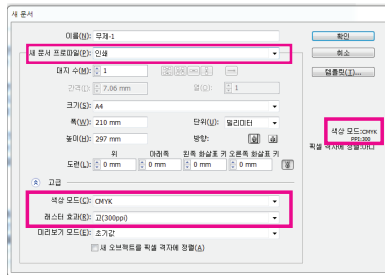 새 문서
이름(N): 무제-1
확인
새 문서 프로파일(P): 인쇄
취소
대지 수(M): 1
템플릿(T)...
간격(I): 7.06 mm
열(O): 1
크기(S): A4
폭(W): 210 mm
단위(U): 밀리미터
색상 모드:CMYK
PPI:300
높이(H): 297 mm
방향:
픽셀 격자에 정렬:아니
위 아래쪽 왼쪽 화살표 키 오른쪽 화살표 키
도련(L): 0 mm 0 mm 0 mm 0 mm
고급
색상 모드(C): CMYK
래스터 효과(R): 고(300ppi)
미리보기 모드(E): 초기값
새 오브젝트를 픽셀 격자에 정렬(A)